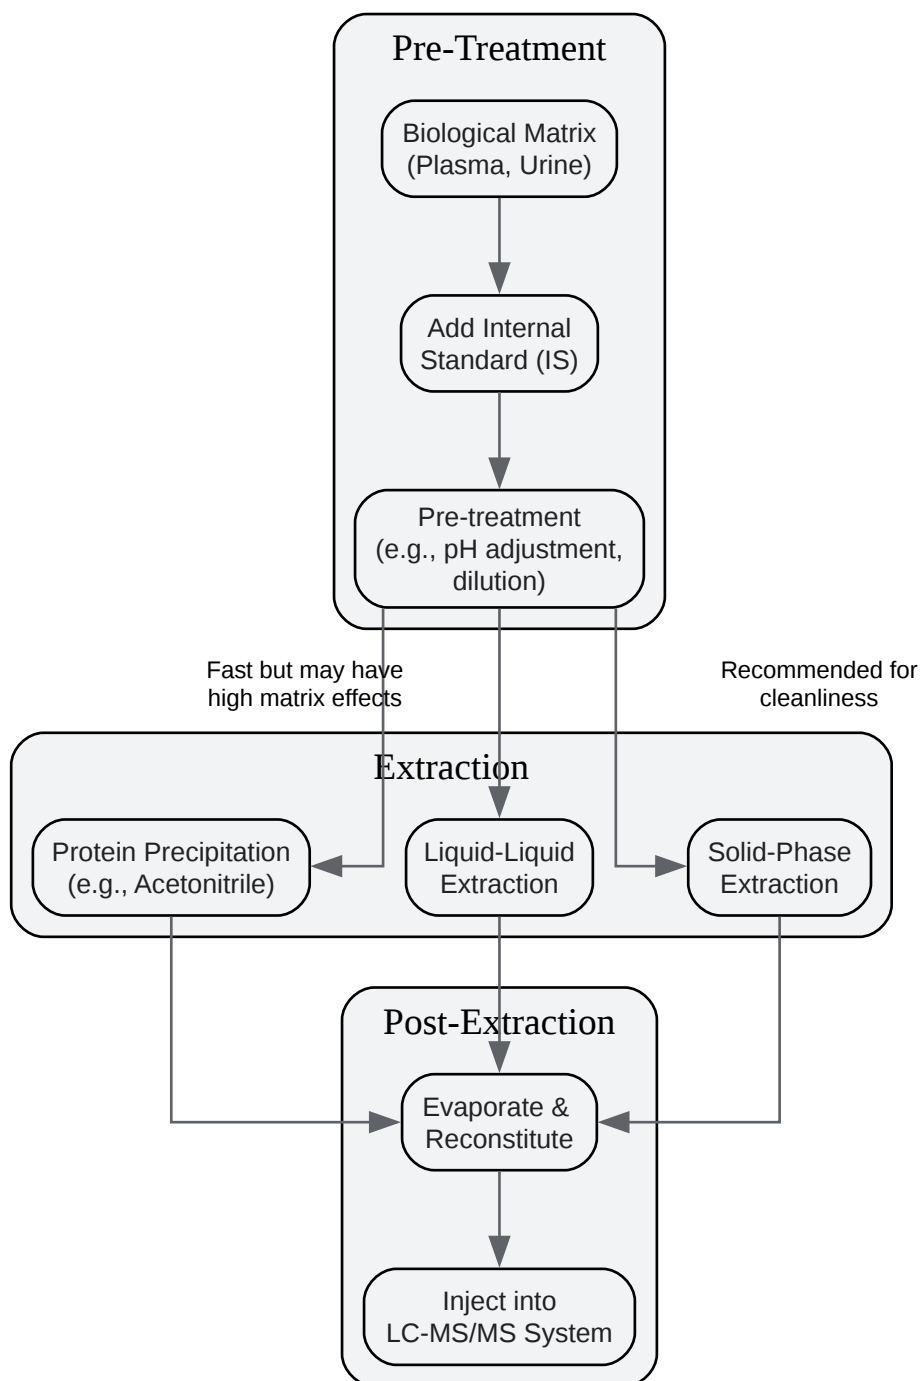 Pre-Treatment
Biological Matrix
(Plasma, Urine)
Add Internal
Standard (IS)
Pre-treatment
(e.g., pH adjustment,
dilution)
Fast but may have
high matrix effects
Recommended for
cleanliness
Extraction
Protein Precipitation
(e.g., Acetonitrile)
Liquid-Liquid
Extraction
Solid-Phase
Extraction
Post-Extraction
Evaporate &
Reconstitute
Inject into
LC-MS/MS System